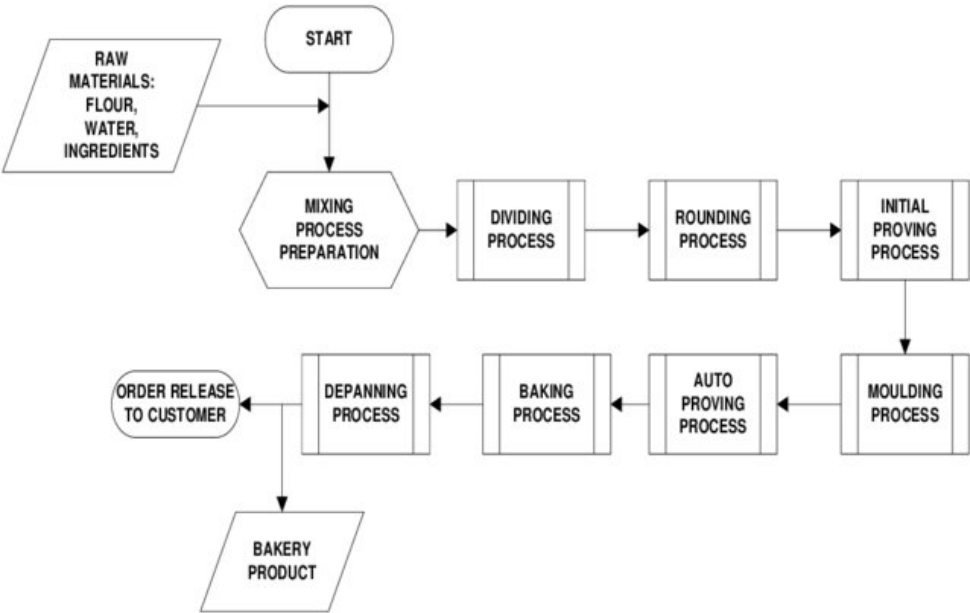 START
RAW
MATERIALS:
FLOUR,
WATER,
INGREDIENTS
MIXING
PROCESS
PREPARATION
DIVIDING
PROCESS
ROUNDING
PROCESS
INITIAL
PROVING
PROCESS
MOULDING
PROCESS
AUTO
PROVING
PROCESS
BAKING
PROCESS
DEPANNING
PROCESS
ORDER RELEASE
TO CUSTOMER
BAKERY
PRODUCT